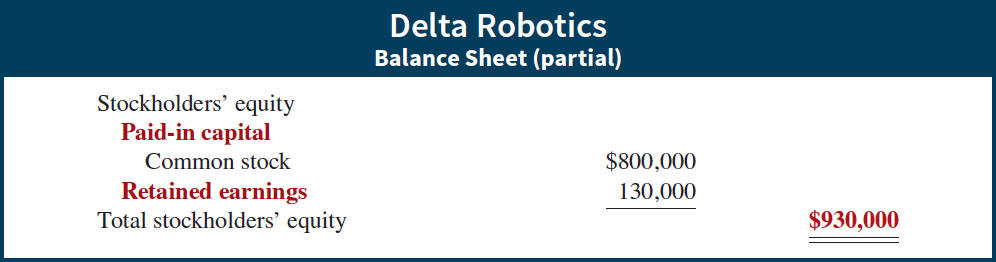 Delta Robotics
Balance Sheet (partial)
Stockholders’ equity
Paid-in capital
Common stock $800,000
Retained earnings 130,000
Total stockholders’ equity $930,000